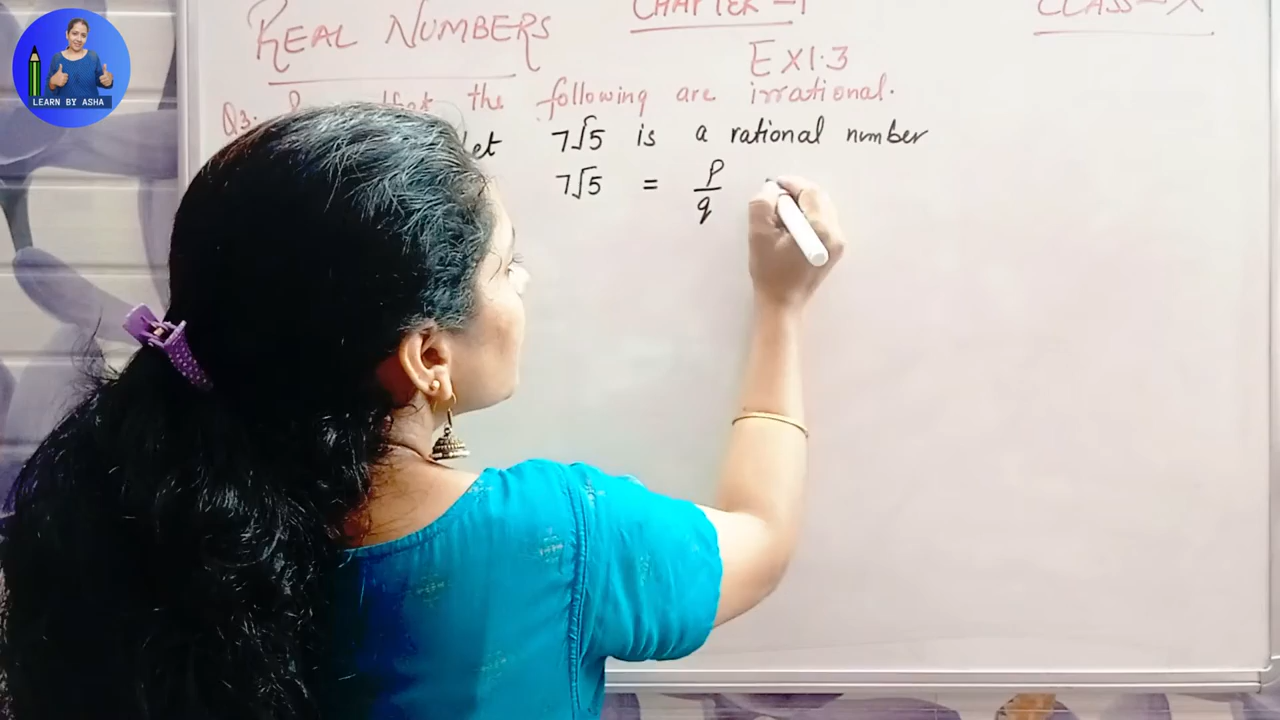 REAL NUMBERS CHAPTER-1 CLASS-X
EX 1.3
LEARN BY ASHA
Q3. that the following are irrational.
let 7√5 is a rational number
7√5 = p/q